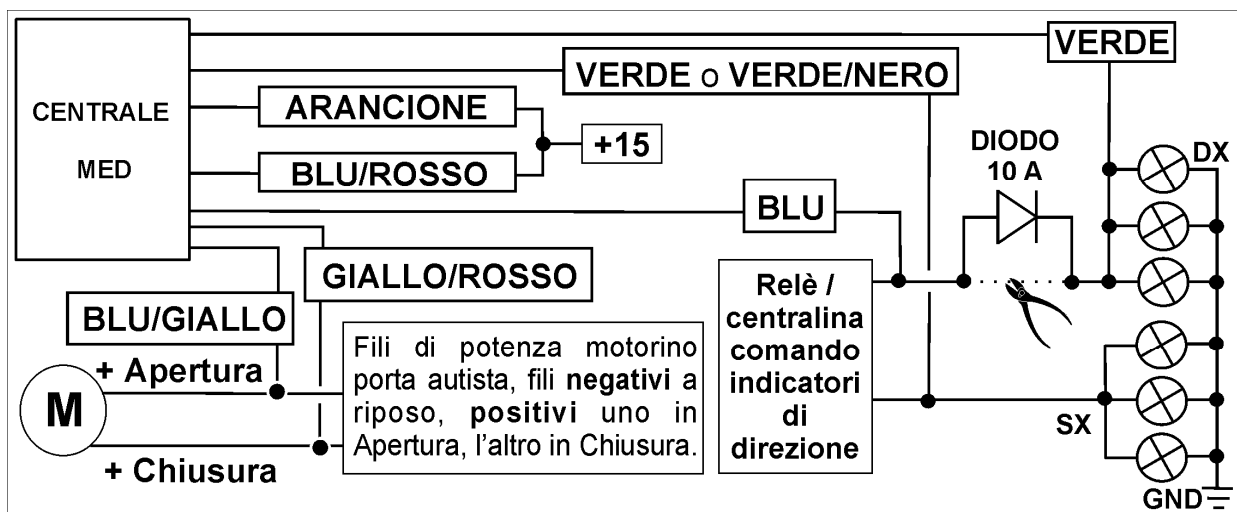 CENTRALE
MED
VERDE
VERDE o VERDE/NERO
ARANCIONE
+15
BLU/ROSSO
DIODO
10 A
DX
BLU
GIALLO/ROSSO
BLU/GIALLO
+ Apertura
M
+ Chiusura
Fili di potenza motorino
porta autista, fili negativi a
riposo, positivi uno in
Apertura, l'altro in Chiusura.
Relè /
centralina
comando
indicatori
di
direzione
SX
GND